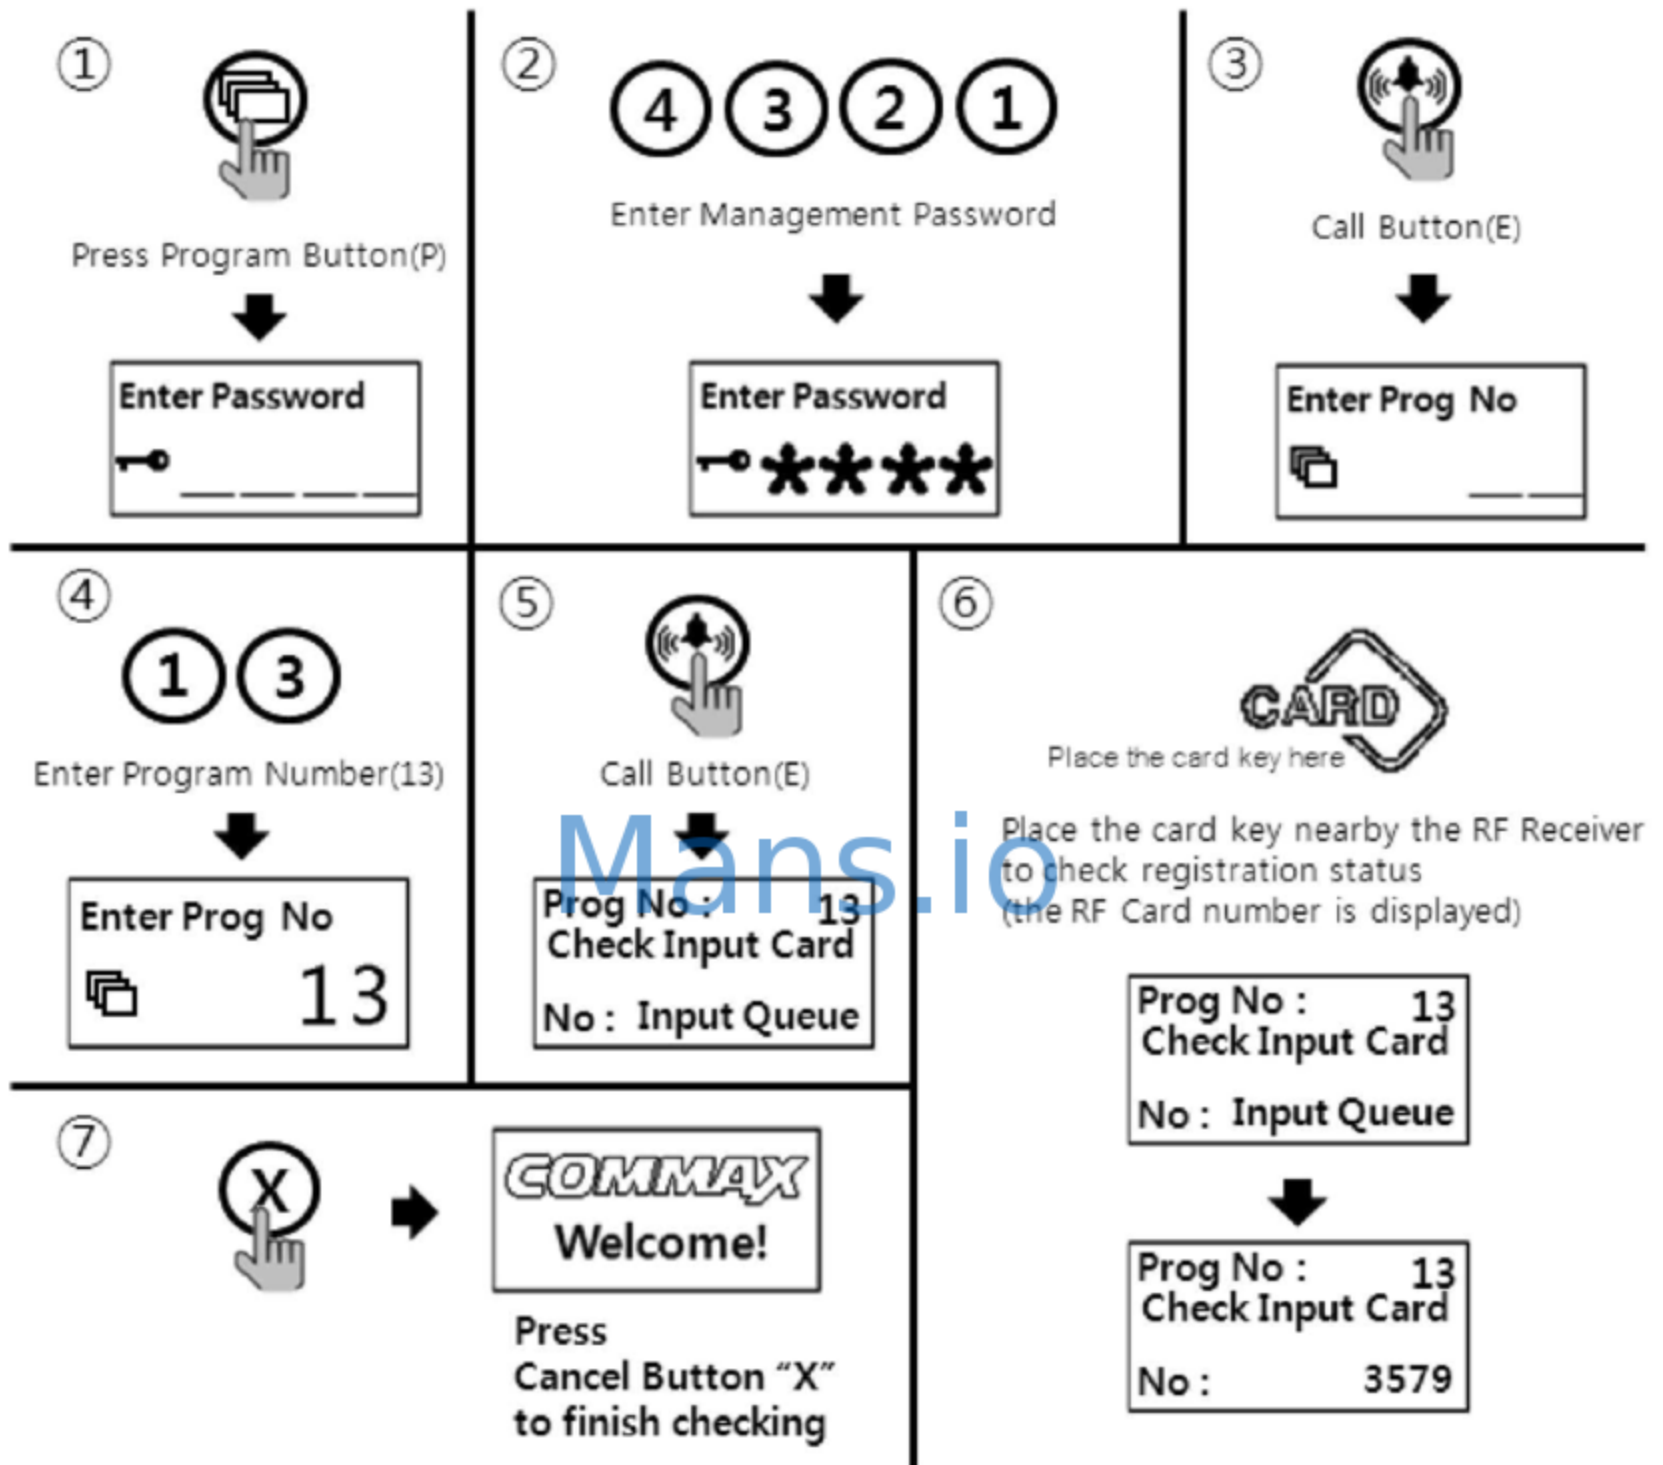 ①
Press Program Button(P)
Enter Password
②
4 3 2 1
Enter Management Password
Enter Password
****
③
Call Button(E)
Enter Prog No
④
1 3
Enter Program Number(13)
Enter Prog No
13
⑤
Call Button(E)
Prog No : 13
Check Input Card
No : Input Queue
⑥
CARD
Place the card key here
Place the card key nearby the RF Receiver
to check registration status
(the RF Card number is displayed)
Prog No : 13
Check Input Card
No : Input Queue
Prog No : 13
Check Input Card
No : 3579
⑦
X
COMMAX
Welcome!
Press
Cancel Button “X”
to finish checking
Mans.io